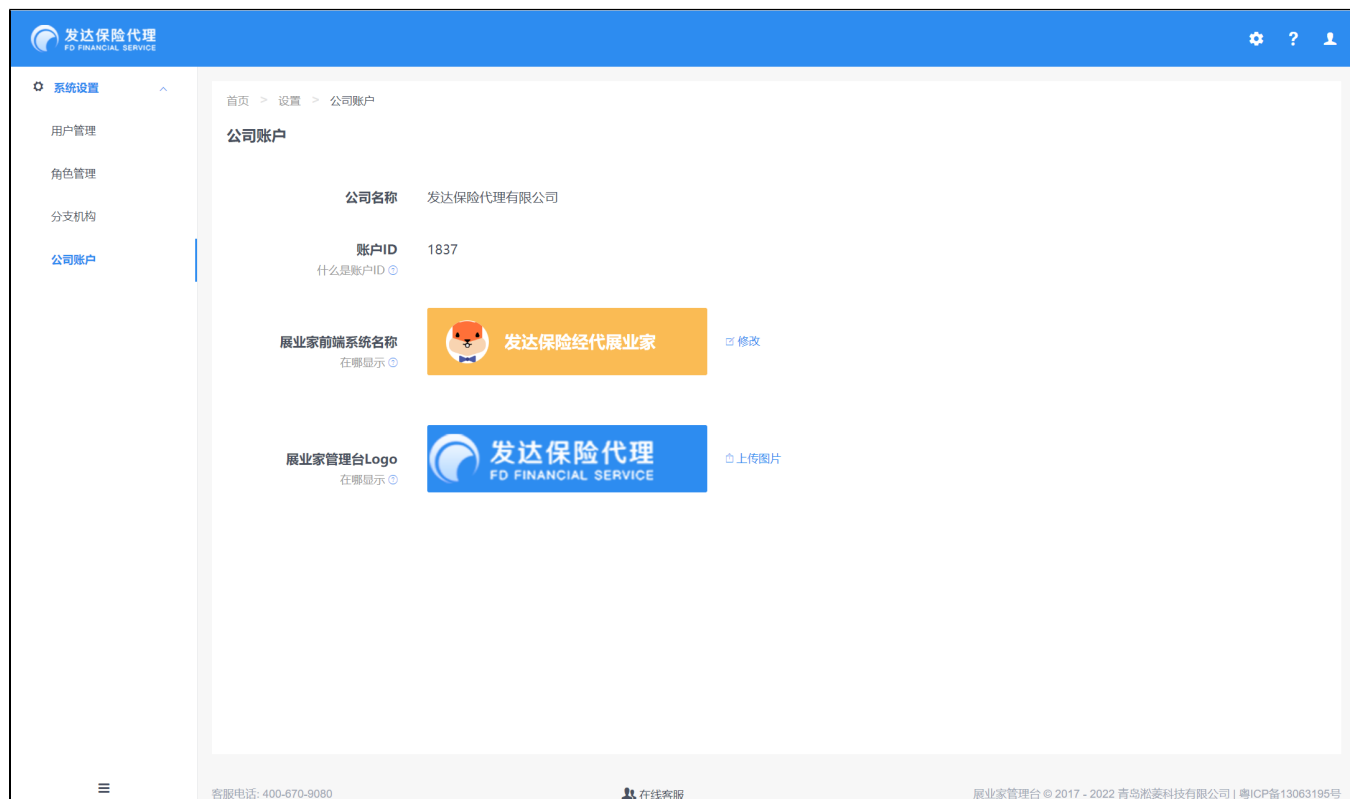 发达保险代理
FD FINANCIAL SERVICE
?
系统设置
用户管理
角色管理
分支机构
公司账户
首页 > 设置 > 公司账户
公司账户
公司名称 发达保险代理有限公司
账户ID 1837
什么是账户ID ?
展业家前端系统名称
在哪显示 ?
发达保险经代展业家
修改
展业家管理台Logo
在哪显示 ?
发达保险代理
FD FINANCIAL SERVICE
上传图片
客服电话: 400-670-9080
在线客服
展业家管理台 © 2017 - 2022 青岛淞菱科技有限公司 | 粤ICP备13063195号